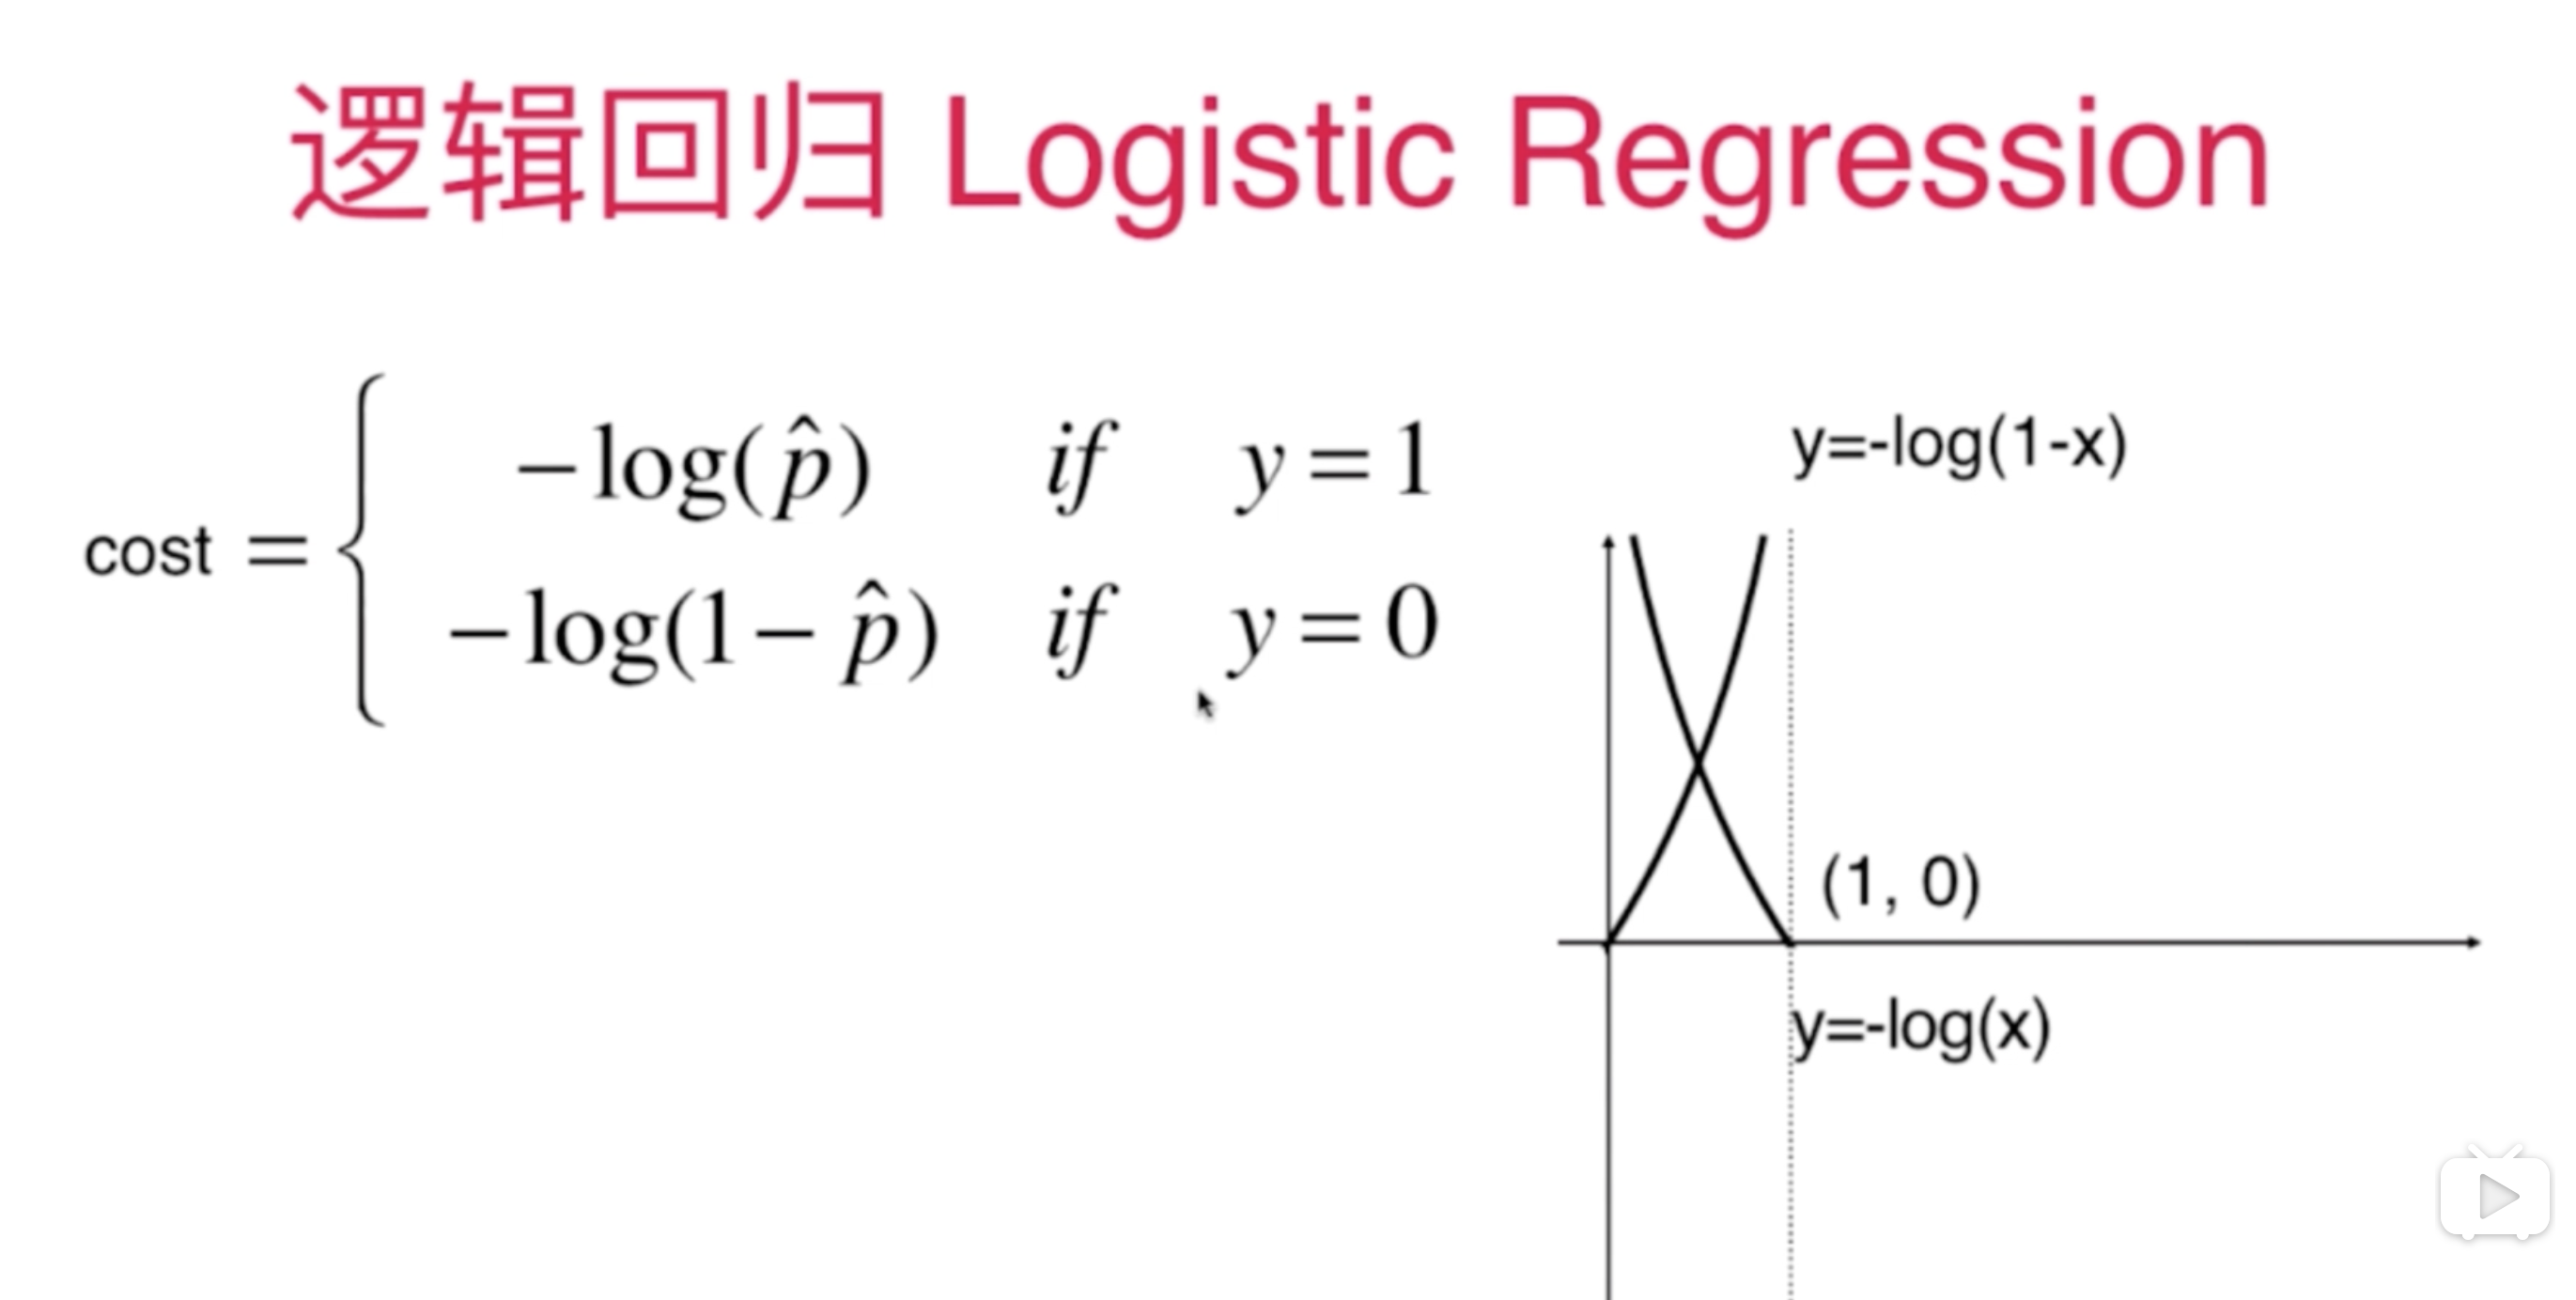 逻辑回归 Logistic Regression
cost = { −log(p̂) if y = 1
−log(1− p̂) if y = 0
y=-log(1-x)
(1, 0)
y=-log(x)